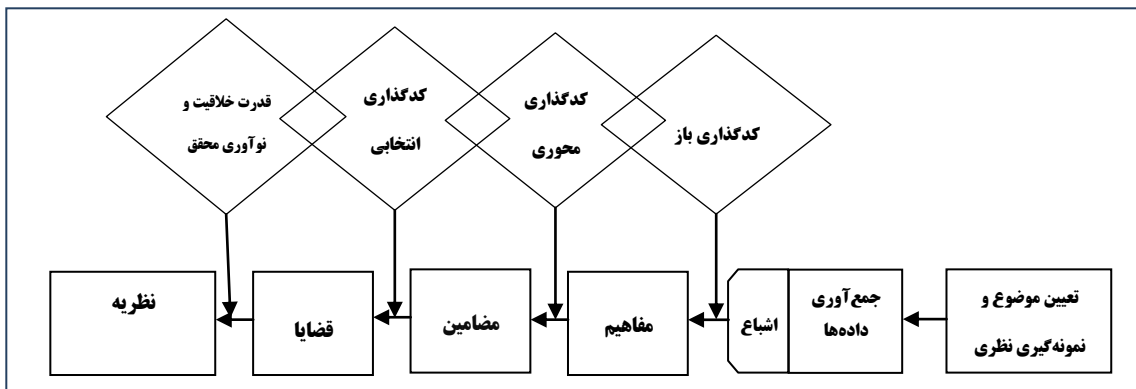 کدگذاری باز
کدگذاری
محوری
کدگذاری
انتخابی
قدرت خلاقیت و
نوآوری محقق
تعیین موضوع و
نمونه‌گیری نظری
جمع‌آوری
داده‌ها
اشباع
مفاهیم
مضامین
قضایا
نظریه